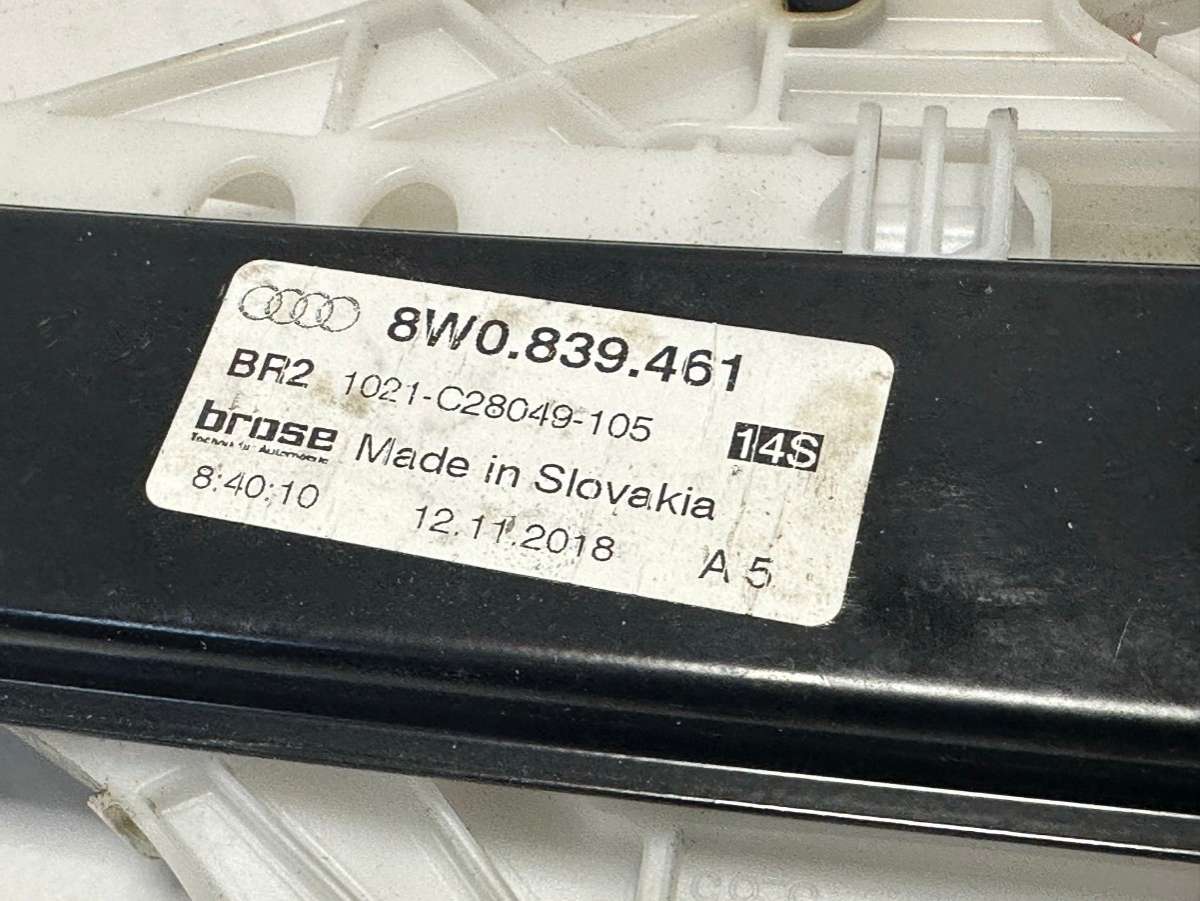 8W0.839.461
BR2 1021-C28049-105
14S
brose
Made in Slovakia
8:40:10
12.11.2018
A 5